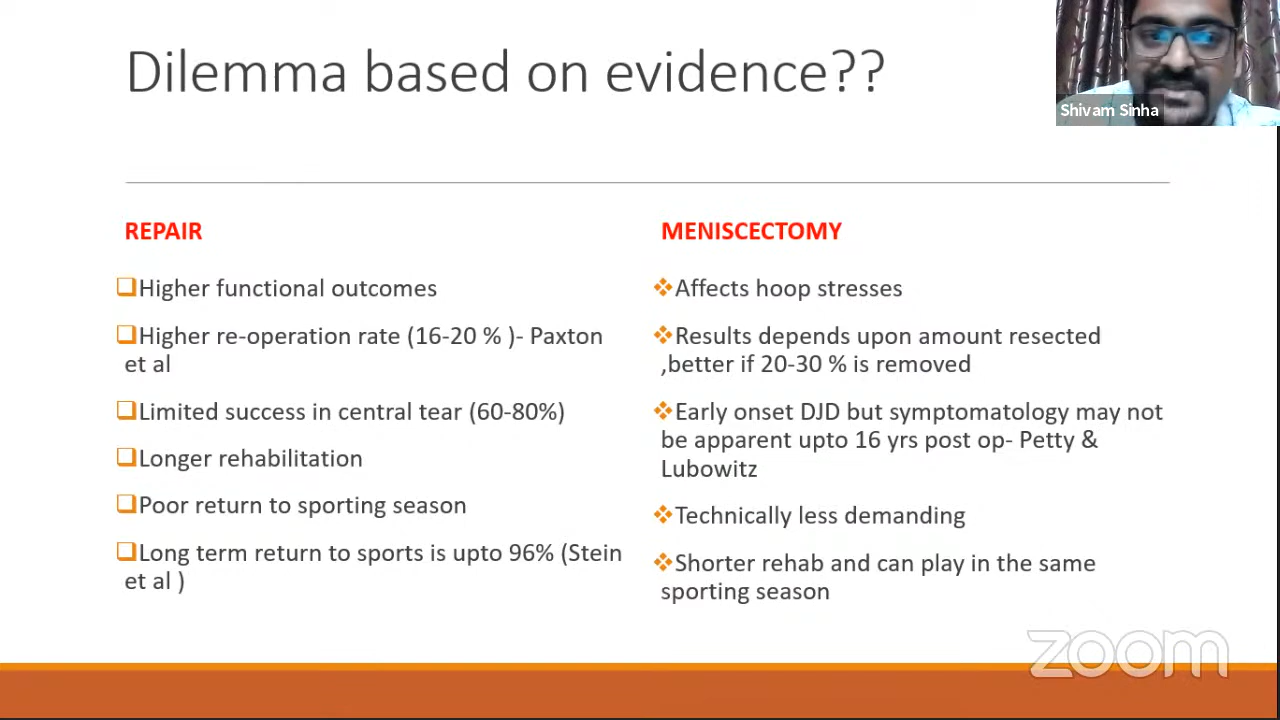 Dilemma based on evidence??
Shivam Sinha
REPAIR
Higher functional outcomes
Higher re-operation rate (16-20 % )- Paxton
et al
Limited success in central tear (60-80%)
Longer rehabilitation
Poor return to sporting season
Long term return to sports is upto 96% (Stein
et al )
MENISCECTOMY
Affects hoop stresses
Results depends upon amount resected
,better if 20-30 % is removed
Early onset DJD but symptomatology may not
be apparent upto 16 yrs post op- Petty &
Lubowitz
Technically less demanding
Shorter rehab and can play in the same
sporting season
zoom